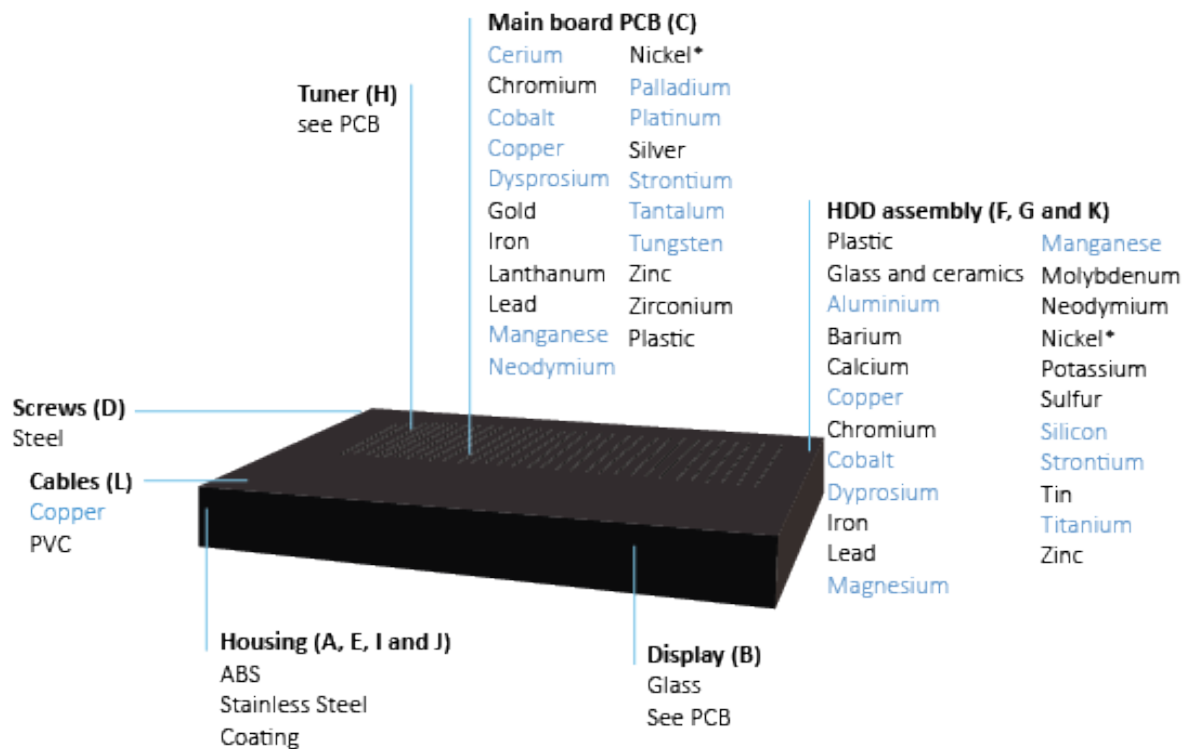 Main board PCB (C)
Cerium
Chromium
Cobalt
Copper
Dysprosium
Gold
Iron
Lanthanum
Lead
Manganese
Neodymium
Nickel*
Palladium
Platinum
Silver
Strontium
Tantalum
Tungsten
Zinc
Zirconium
Plastic
Tuner (H)
see PCB
HDD assembly (F, G and K)
Plastic
Glass and ceramics
Aluminium
Barium
Calcium
Copper
Chromium
Cobalt
Dyprosium
Iron
Lead
Magnesium
Manganese
Molybdenum
Neodymium
Nickel*
Potassium
Sulfur
Silicon
Strontium
Tin
Titanium
Zinc
Screws (D)
Steel
Cables (L)
Copper
PVC
Housing (A, E, I and J)
ABS
Stainless Steel
Coating
Display (B)
Glass
See PCB